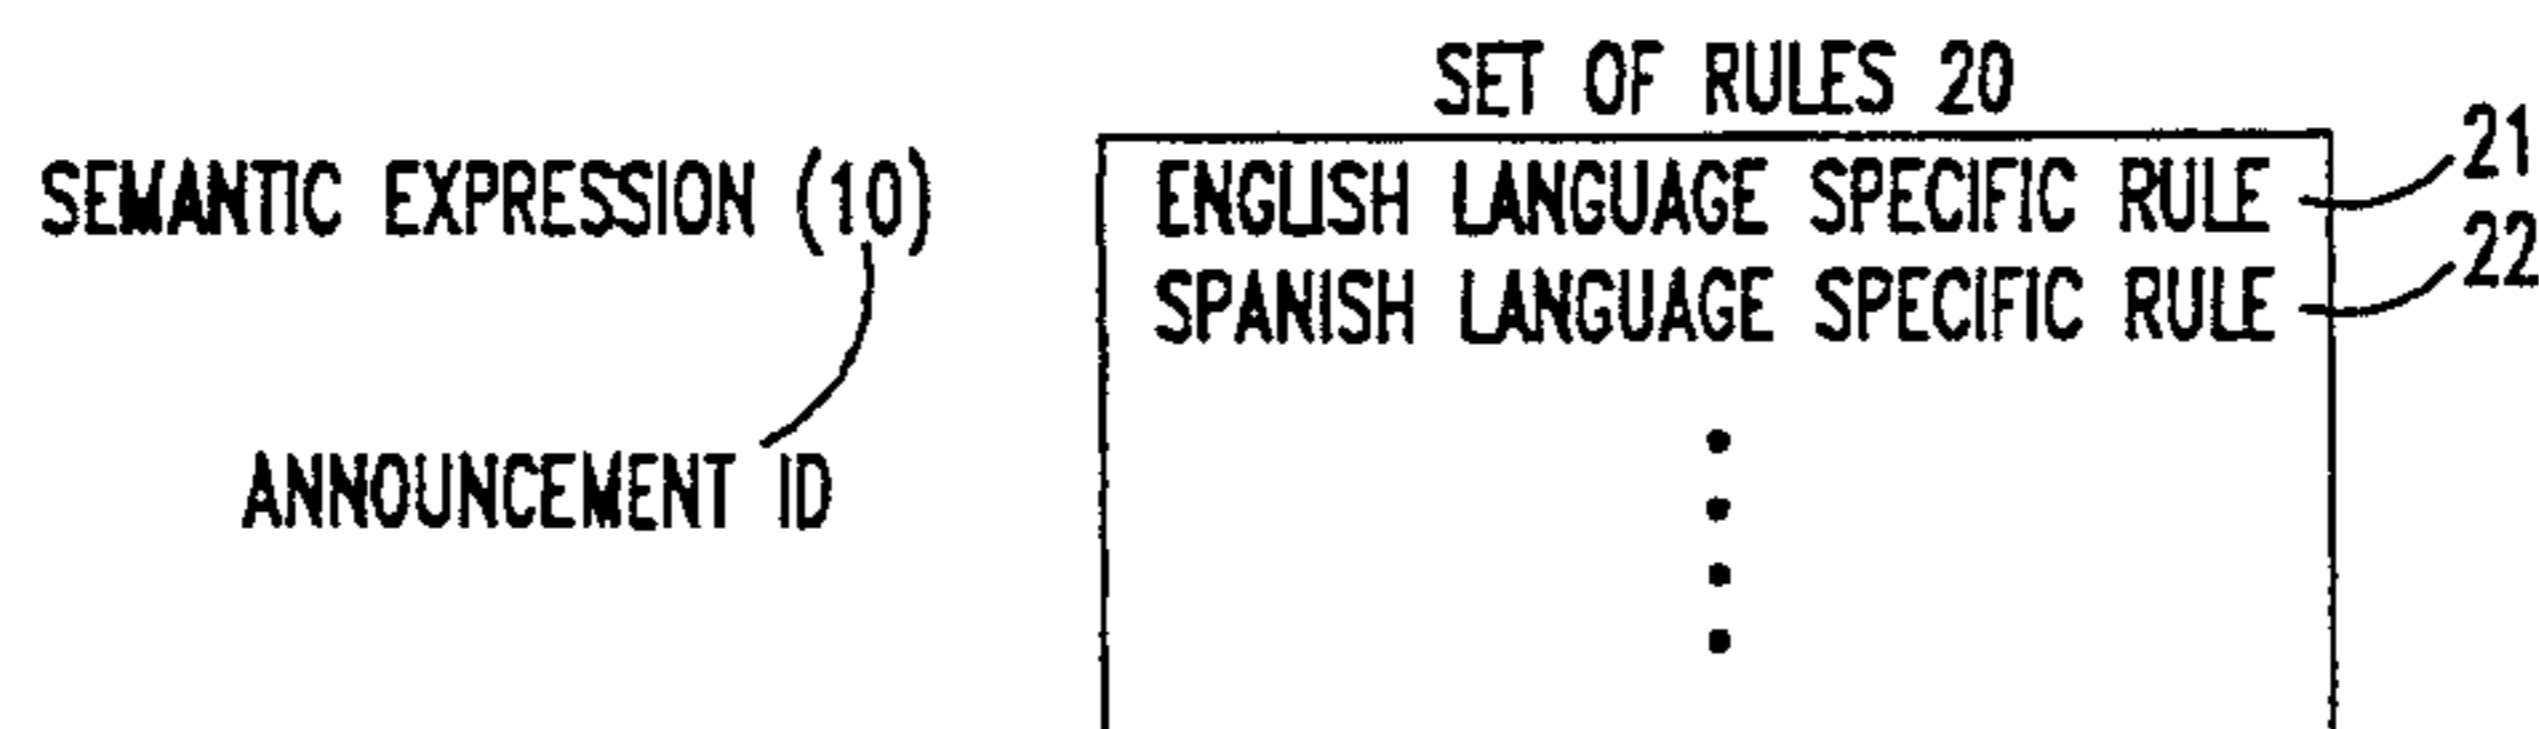 SET OF RULES 20
SEMANTIC EXPRESSION (10)
ANNOUNCEMENT ID
ENGLISH LANGUAGE SPECIFIC RULE 21
SPANISH LANGUAGE SPECIFIC RULE 22